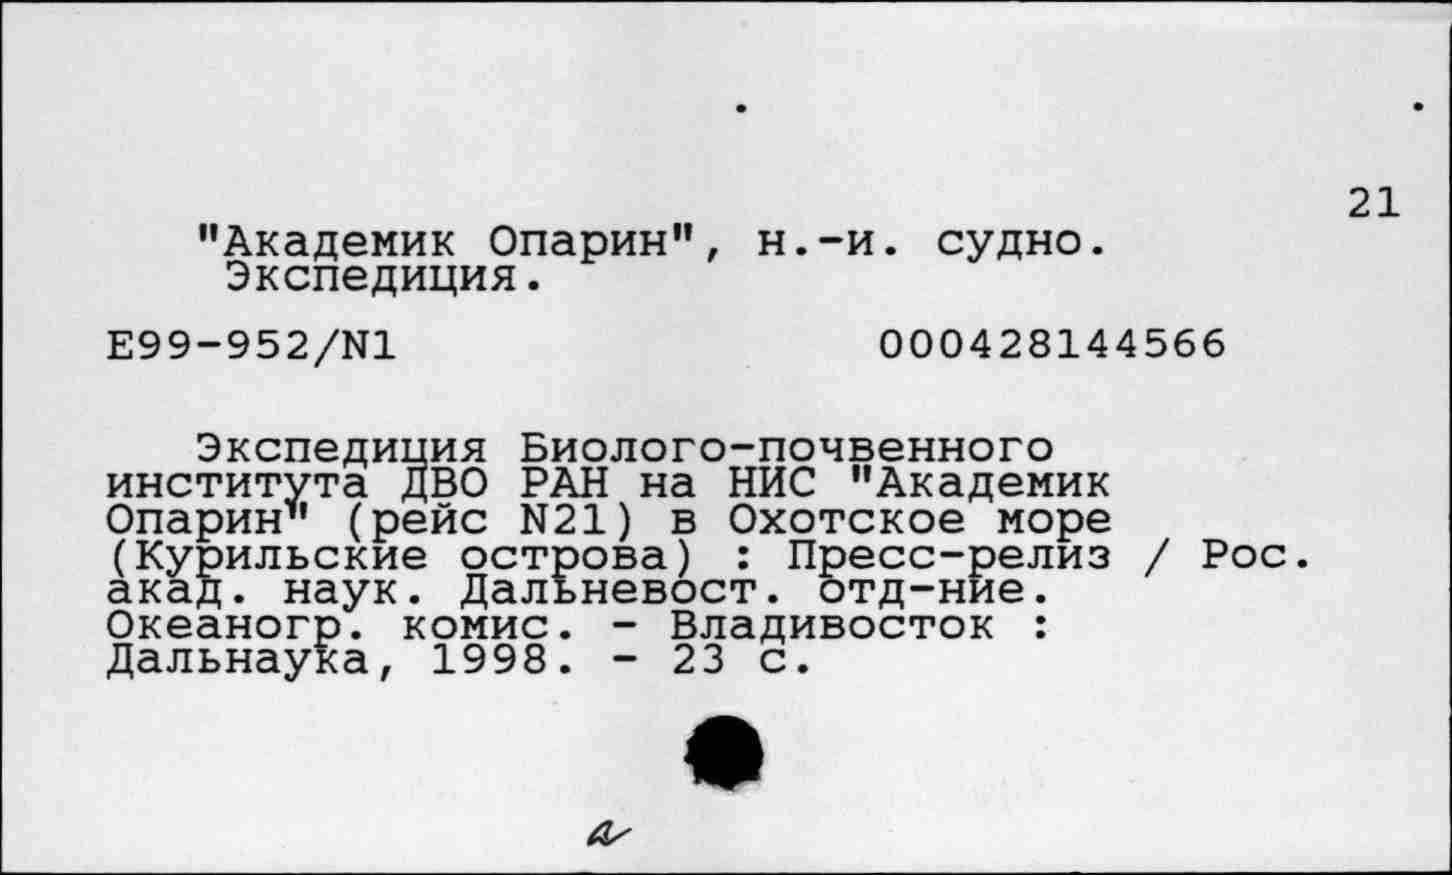 21
"Академик Опарин", н.-и. судно.
Экспедиция.
Е99-952/N1 000428144566
Экспедиция Биолого-почвенного
института ДВО РАН на НИС "Академик
Опарин" (рейс N21) в Охотское море
(Курильские острова) : Пресс-релиз / Рос.
акад. наук. Дальневост. отд-ние.
Океаногр. комис. - Владивосток :
Дальнаука, 1998. - 23 с.